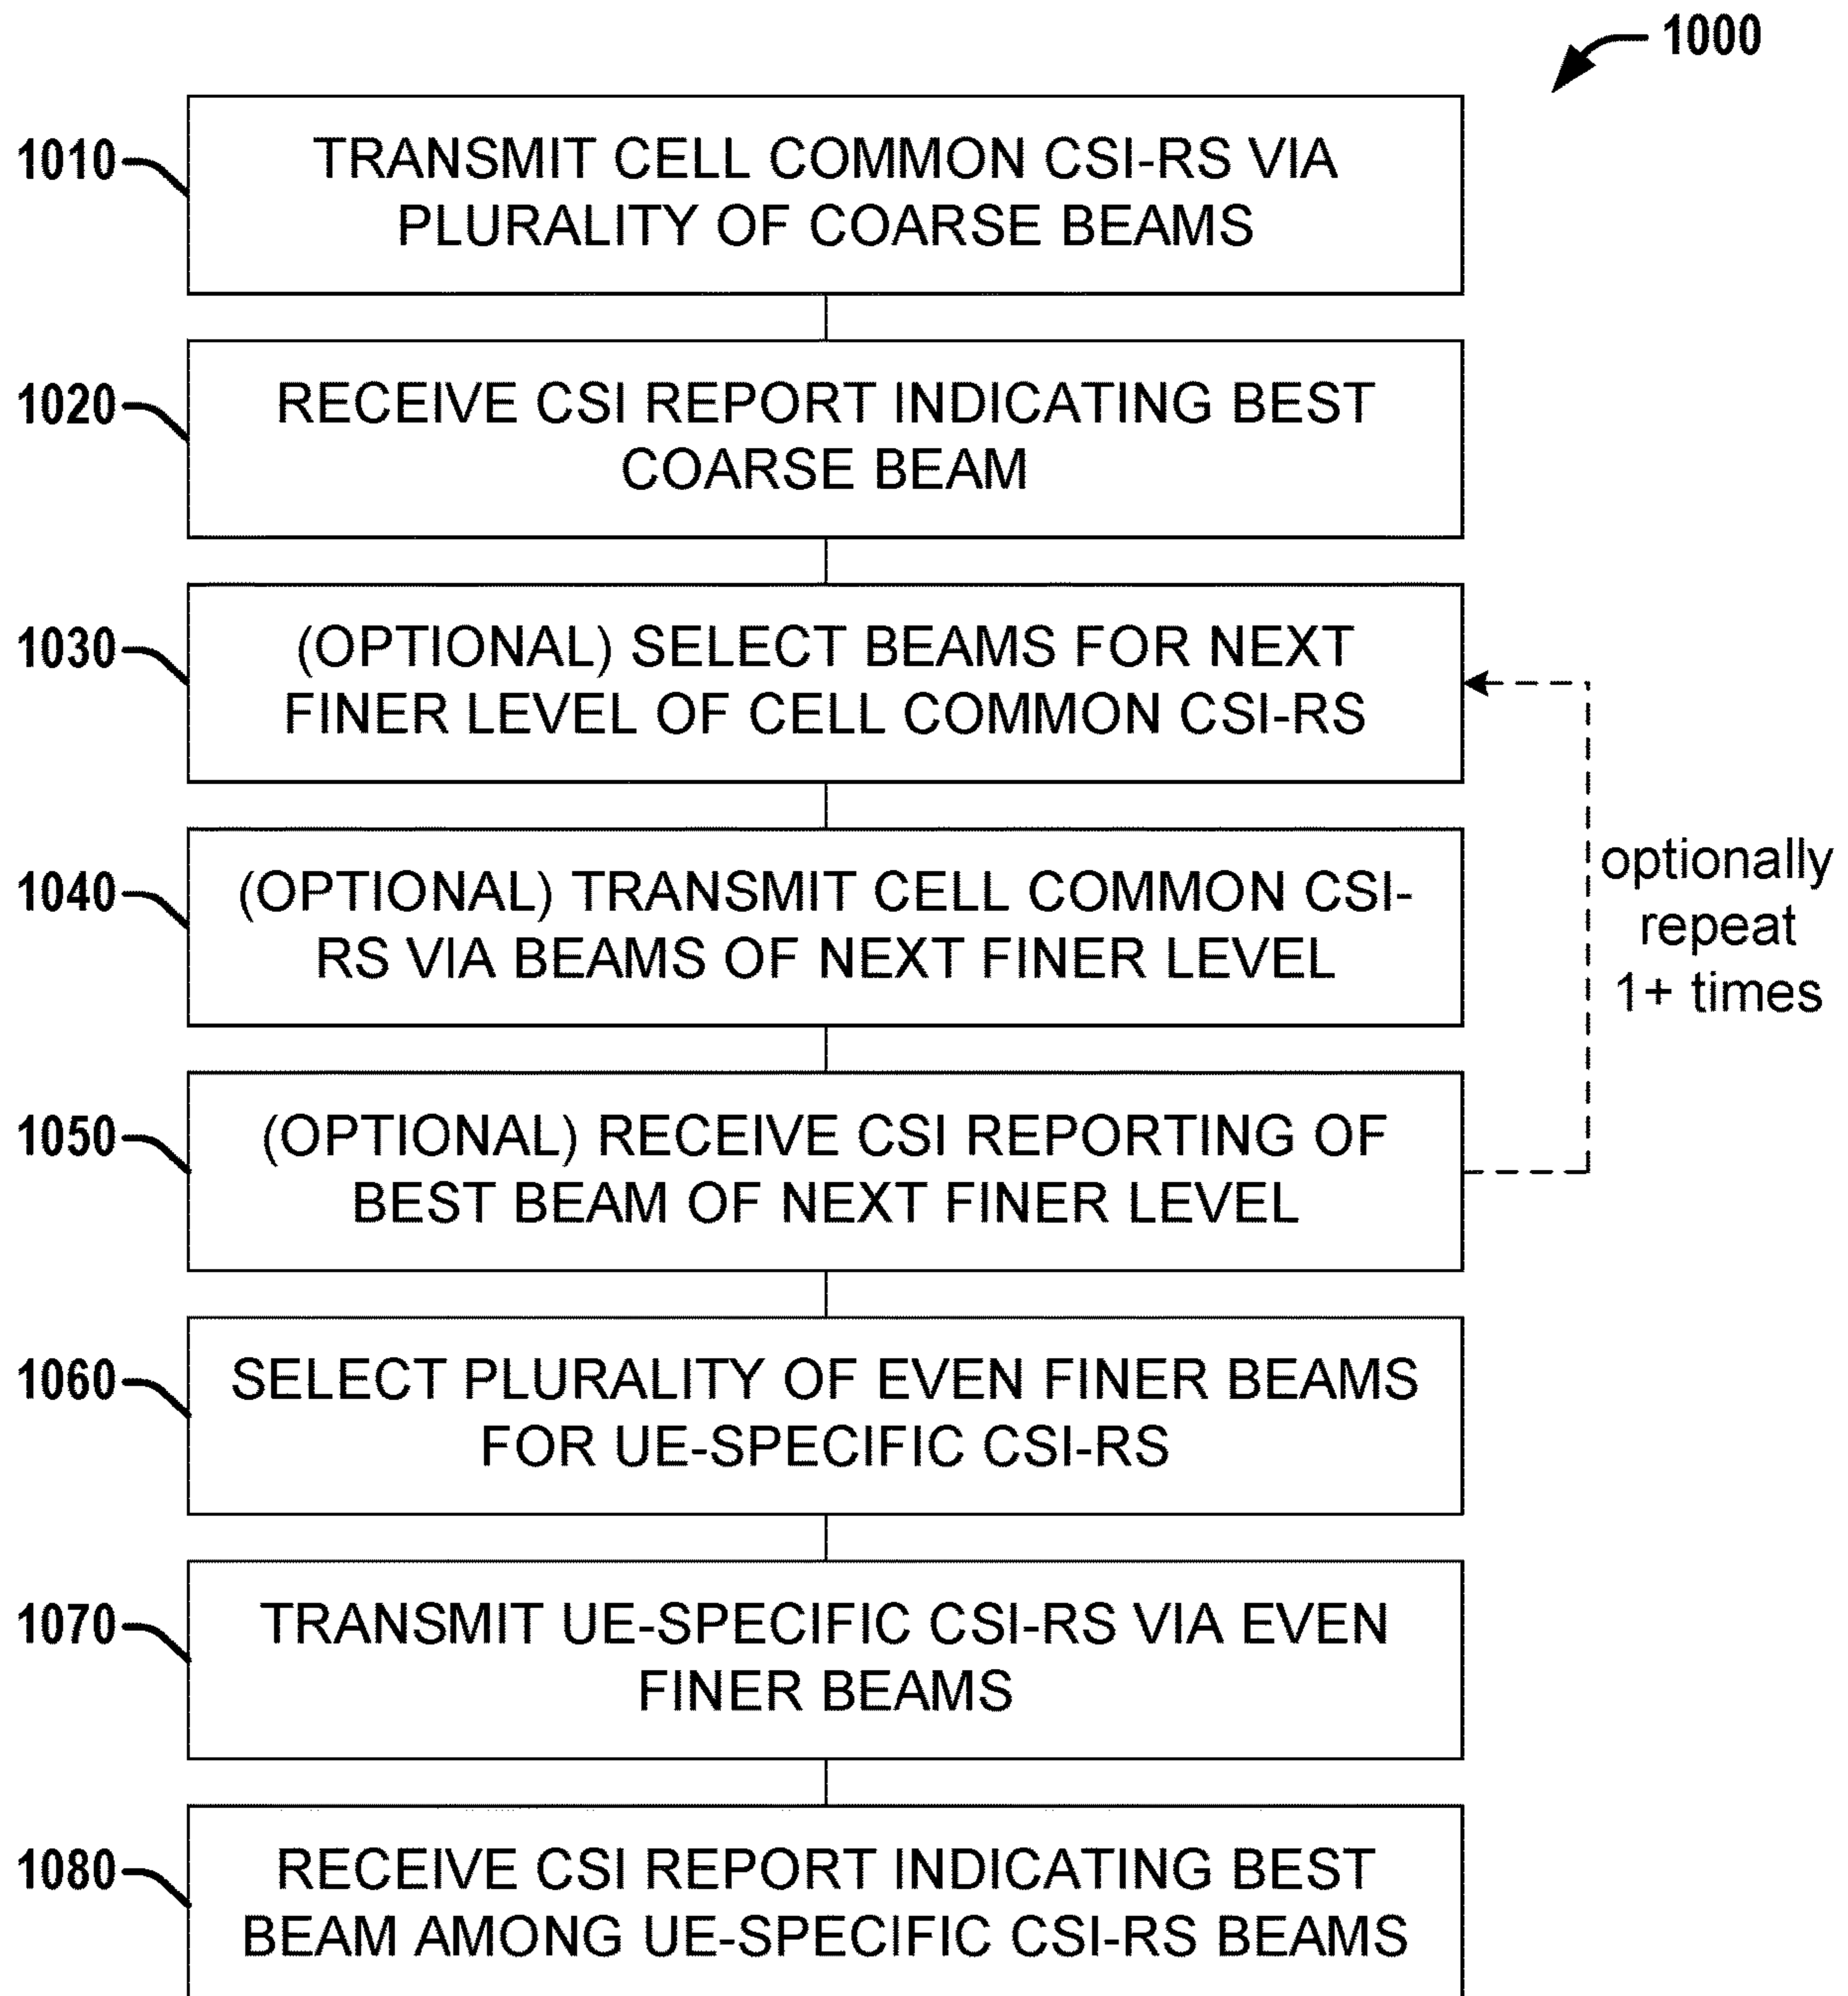 1000
1010
TRANSMIT CELL COMMON CSI-RS VIA
PLURALITY OF COARSE BEAMS
1020
RECEIVE CSI REPORT INDICATING BEST
COARSE BEAM
1030
(OPTIONAL) SELECT BEAMS FOR NEXT
FINER LEVEL OF CELL COMMON CSI-RS
1040
(OPTIONAL) TRANSMIT CELL COMMON CSI-
RS VIA BEAMS OF NEXT FINER LEVEL
optionally
repeat
1+ times
1050
(OPTIONAL) RECEIVE CSI REPORTING OF
BEST BEAM OF NEXT FINER LEVEL
1060
SELECT PLURALITY OF EVEN FINER BEAMS
FOR UE-SPECIFIC CSI-RS
1070
TRANSMIT UE-SPECIFIC CSI-RS VIA EVEN
FINER BEAMS
1080
RECEIVE CSI REPORT INDICATING BEST
BEAM AMONG UE-SPECIFIC CSI-RS BEAMS